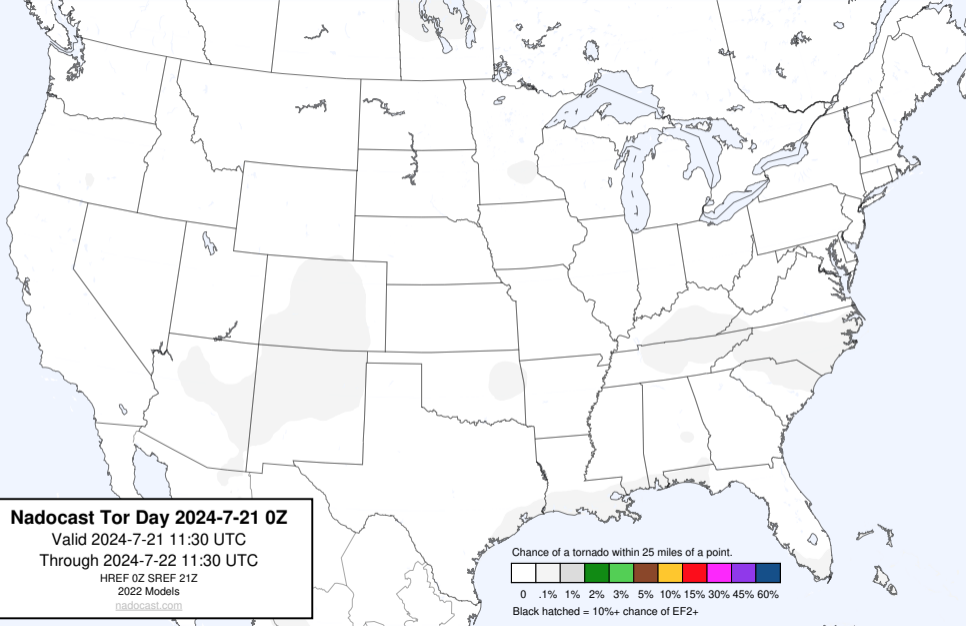 Nadocast Tor Day 2024-7-21 0Z
Valid 2024-7-21 11:30 UTC
Through 2024-7-22 11:30 UTC
HREF 0Z SREF 21Z
2022 Models
nadocast.com
Chance of a tornado within 25 miles of a point.
0 .1% 1% 2% 3% 5% 10% 15% 30% 45% 60%
Black hatched = 10%+ chance of EF2+